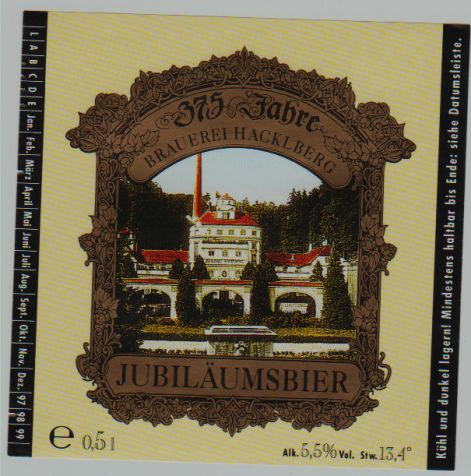 375 Jahre
BRAUEREI HACKLBERG
JUBILÄUMSBIER
e 0,5 l
Alk. 5,5% Vol. Stw. 13,4°
L A B C D E Jan. Feb. März April Mai Juni Juli Aug. Sept. Okt. Nov. Dez. 97 98 99
Kühl und dunkel lagern! Mindestens haltbar bis Ende: siehe Datumsleiste.